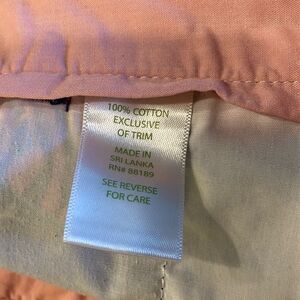 100% COTTON
EXCLUSIVE
OF TRIM
MADE IN
SRI LANKA
RN# 88189
SEE REVERSE
FOR CARE